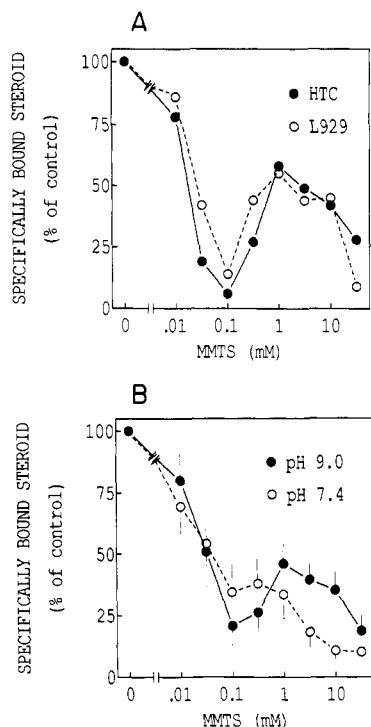 A
SPECIFICALLY BOUND STEROID
(% of control)
100
75
50
25
0
HTC
L929
0
.01
0.1
1
10
MMTS (mM)
B
SPECIFICALLY BOUND STEROID
(% of control)
100
75
50
25
0
pH 9.0
pH 7.4
0
.01
0.1
1
10
MMTS (mM)